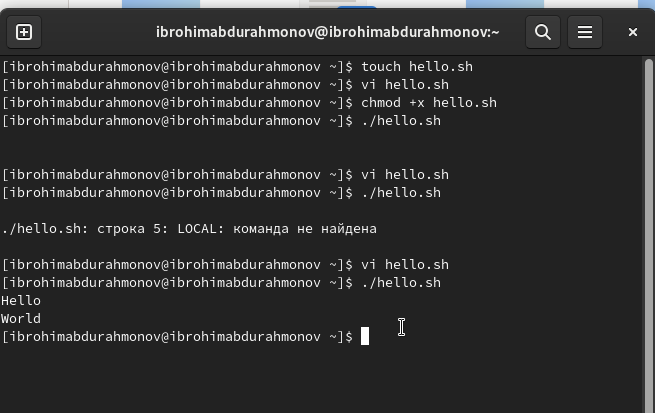 ibrohimabdurahmonov@ibrohimabdurahmonov:~
[ibrohimabdurahmonov@ibrohimabdurahmonov ~]$ touch hello.sh
[ibrohimabdurahmonov@ibrohimabdurahmonov ~]$ vi hello.sh
[ibrohimabdurahmonov@ibrohimabdurahmonov ~]$ chmod +x hello.sh
[ibrohimabdurahmonov@ibrohimabdurahmonov ~]$ ./hello.sh
[ibrohimabdurahmonov@ibrohimabdurahmonov ~]$ vi hello.sh
[ibrohimabdurahmonov@ibrohimabdurahmonov ~]$ ./hello.sh
./hello.sh: строка 5: LOCAL: команда не найдена
[ibrohimabdurahmonov@ibrohimabdurahmonov ~]$ vi hello.sh
[ibrohimabdurahmonov@ibrohimabdurahmonov ~]$ ./hello.sh
Hello
World
[ibrohimabdurahmonov@ibrohimabdurahmonov ~]$